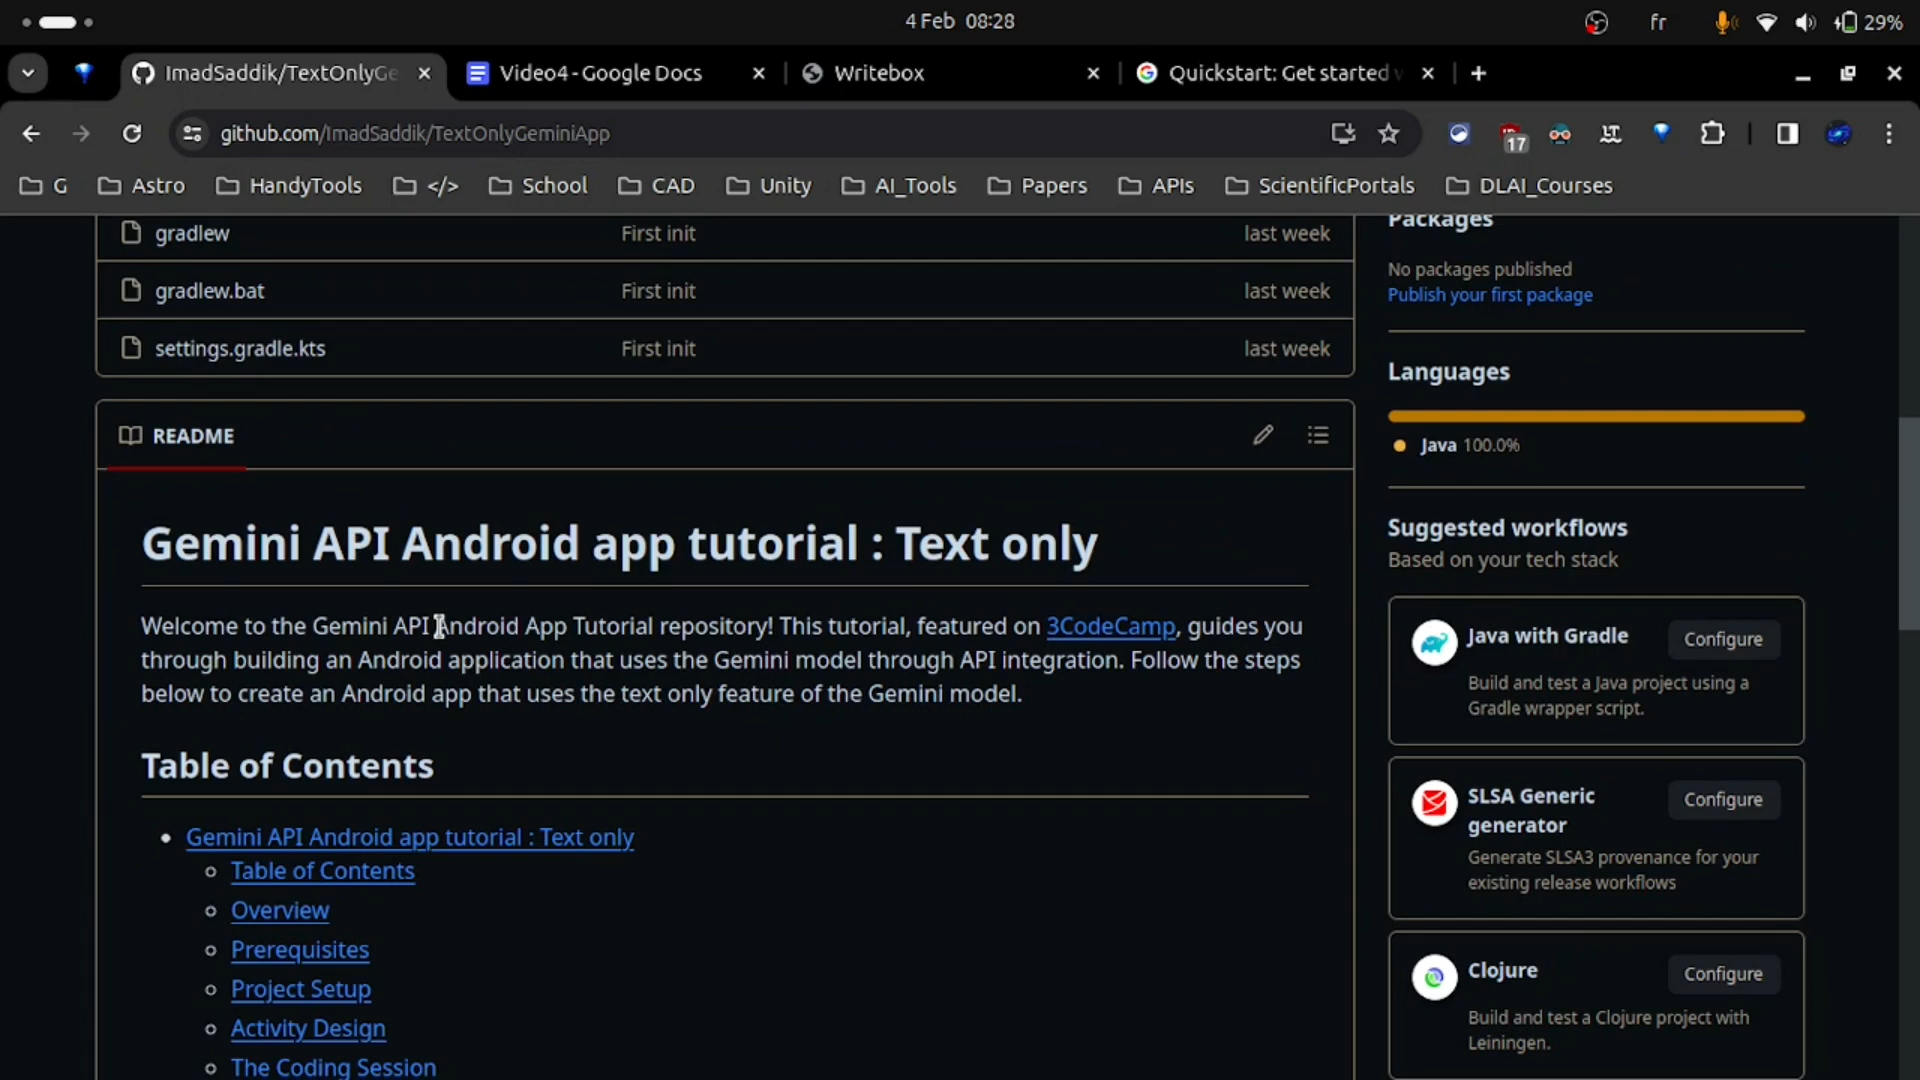 4 Feb 08:28
fr
29%
ImadSaddik/TextOnlyGe
Video4 - Google Docs
Writebox
Quickstart: Get started
github.com/ImadSaddik/TextOnlyGeminiApp
17
G
Astro
HandyTools
</>
School
CAD
Unity
AI_Tools
Papers
APIs
ScientificPortals
DLAI_Courses
gradlew First init last week
gradlew.bat First init last week
settings.gradle.kts First init last week
README
Gemini API Android app tutorial : Text only
Welcome to the Gemini API Android App Tutorial repository! This tutorial, featured on 3CodeCamp, guides you
through building an Android application that uses the Gemini model through API integration. Follow the steps
below to create an Android app that uses the text only feature of the Gemini model.
Table of Contents
Gemini API Android app tutorial : Text only
Table of Contents
Overview
Prerequisites
Project Setup
Activity Design
The Coding Session
Packages
No packages published
Publish your first package
Languages
Java 100.0%
Suggested workflows
Based on your tech stack
Java with Gradle
Configure
Build and test a Java project using a
Gradle wrapper script.
SLSA Generic
generator
Configure
Generate SLSA3 provenance for your
existing release workflows
Clojure
Configure
Build and test a Clojure project with
Leiningen.